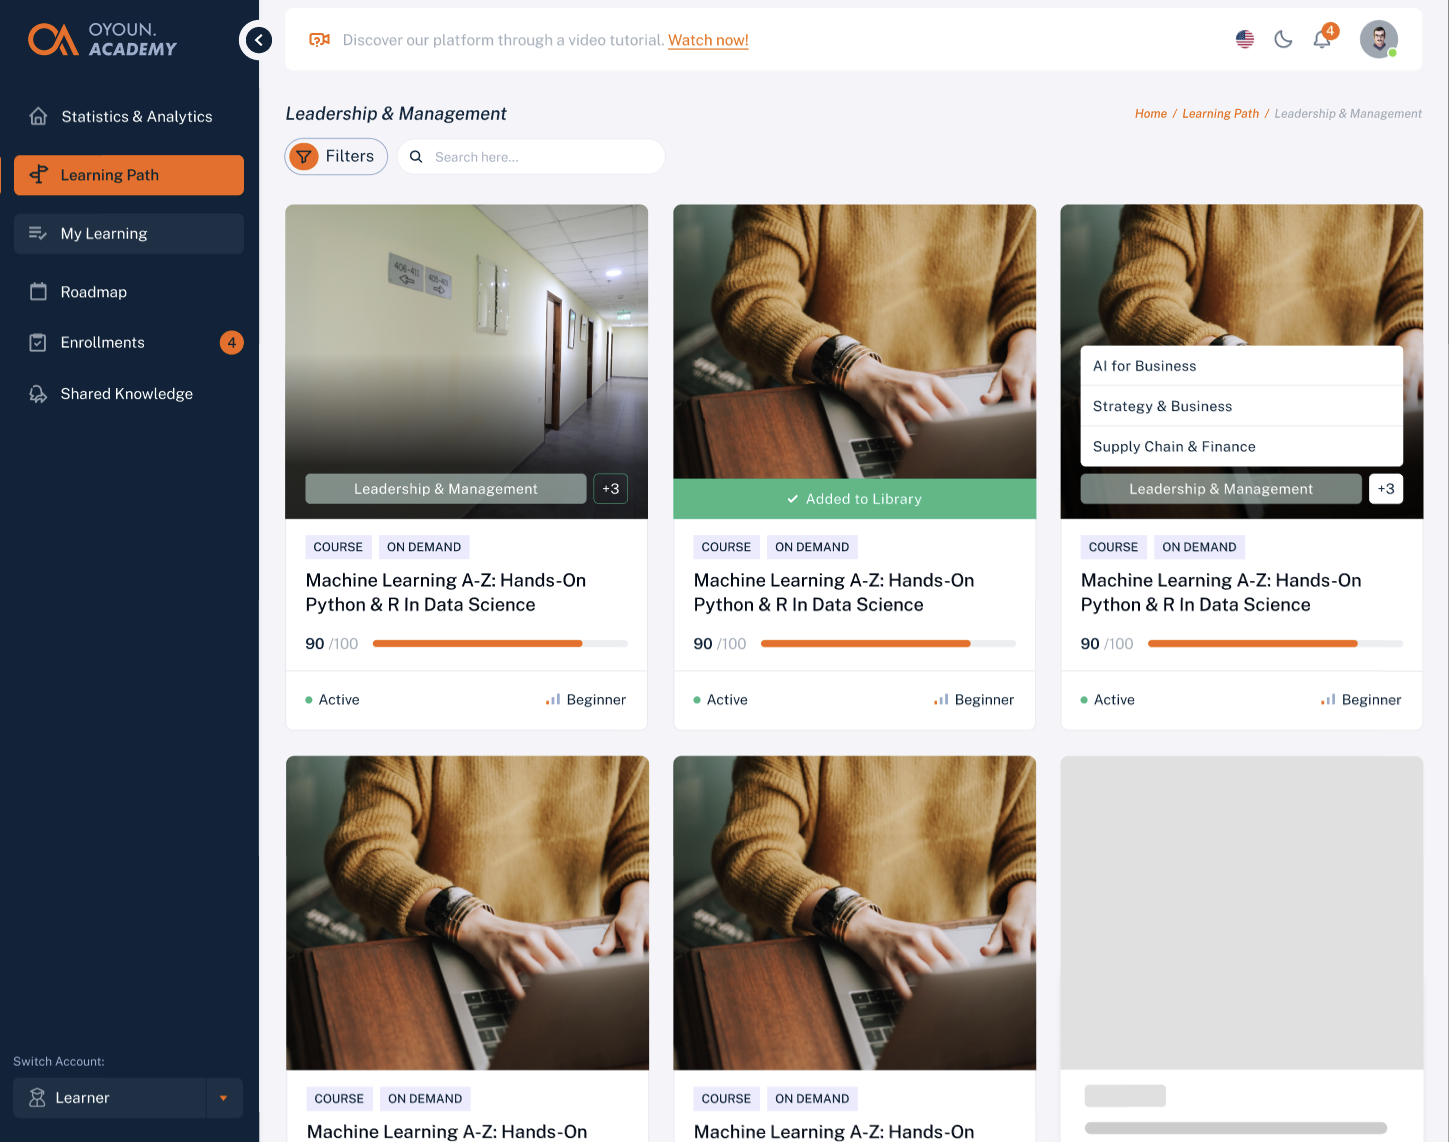 OYOUN.
ACADEMY
Discover our platform through a video tutorial. Watch now!
4
Statistics & Analytics
Learning Path
My Learning
Roadmap
Enrollments
4
Shared Knowledge
Switch Account:
Learner
Leadership & Management
Home / Learning Path / Leadership & Management
Filters
Search here...
406-411
Leadership & Management
+3
COURSE
ON DEMAND
Machine Learning A-Z: Hands-On
Python & R In Data Science
90 /100
Active
Beginner
Added to Library
COURSE
ON DEMAND
Machine Learning A-Z: Hands-On
Python & R In Data Science
90 /100
Active
Beginner
AI for Business
Strategy & Business
Supply Chain & Finance
Leadership & Management
+3
COURSE
ON DEMAND
Machine Learning A-Z: Hands-On
Python & R In Data Science
90 /100
Active
Beginner
COURSE
ON DEMAND
Machine Learning A-Z: Hands-On
COURSE
ON DEMAND
Machine Learning A-Z: Hands-On